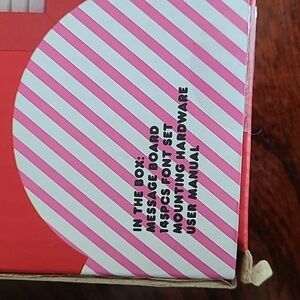 IN THE BOX:
MESSAGE BOARD
145PCS FONT SET
MOUNTING HARDWARE
USER MANUAL